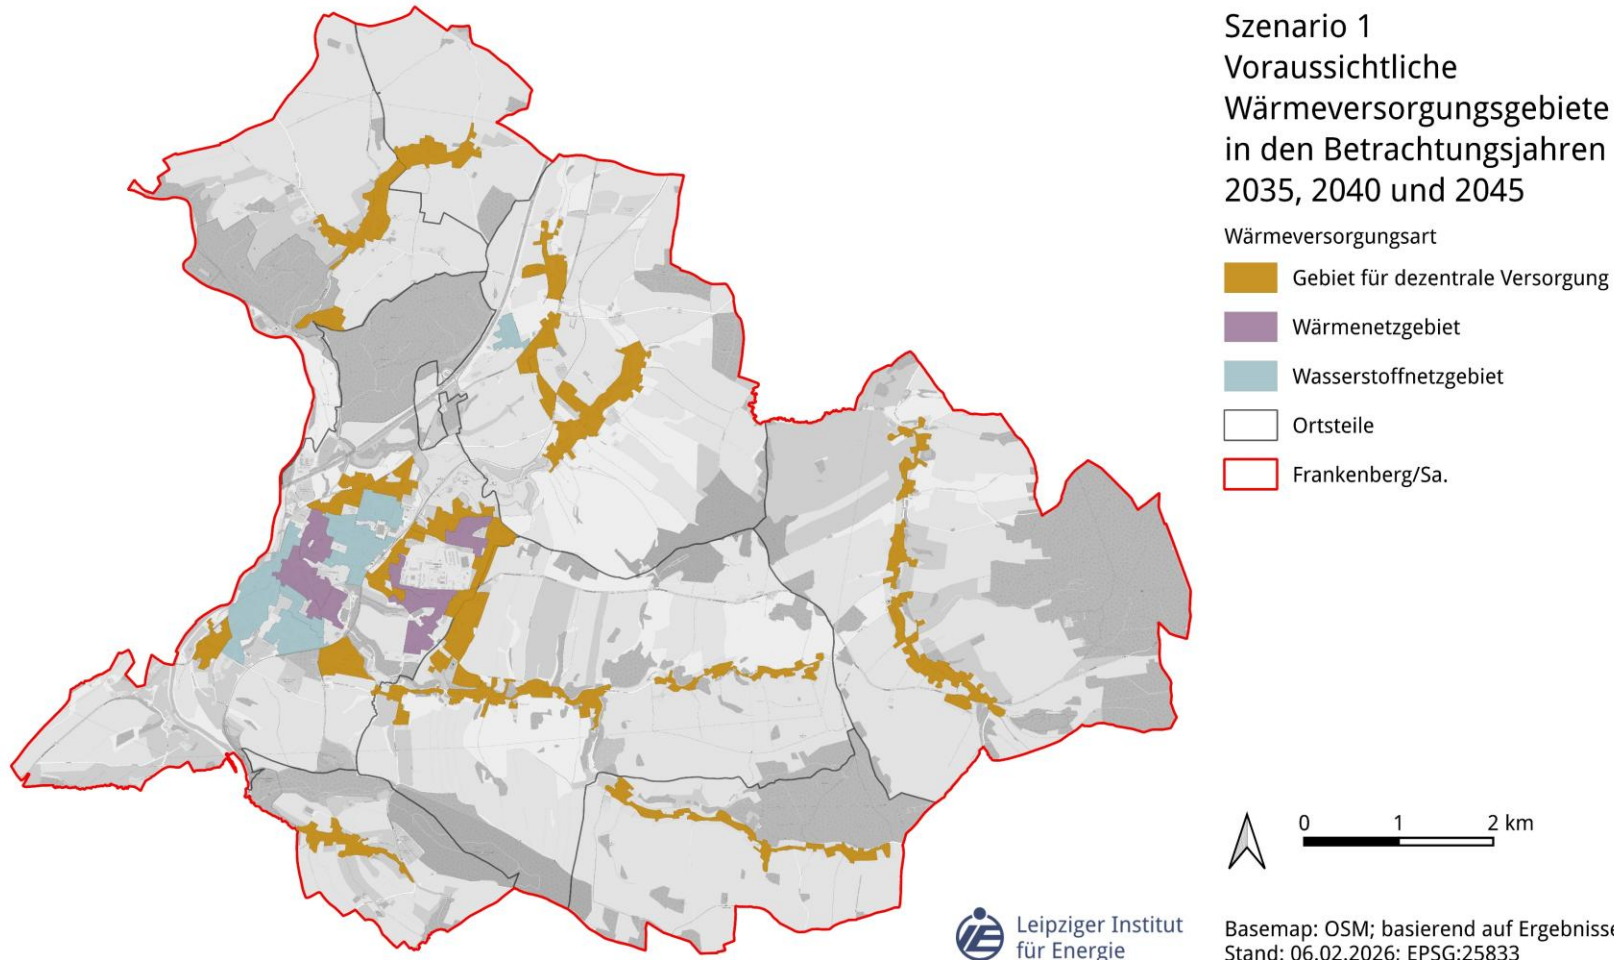 Szenario 1
Voraussichtliche
Wärmeversorgungsgebiete
in den Betrachtungsjahren
2035, 2040 und 2045
Wärmeversorgungsart
Gebiet für dezentrale Versorgung
Wärmenetzgebiet
Wasserstoffnetzgebiet
Ortsteile
Frankenberg/Sa.
0 1 2 km
Leipziger Institut
für Energie
Basemap: OSM; basierend auf Ergebnisse
Stand: 06.02.2026; EPSG:25833